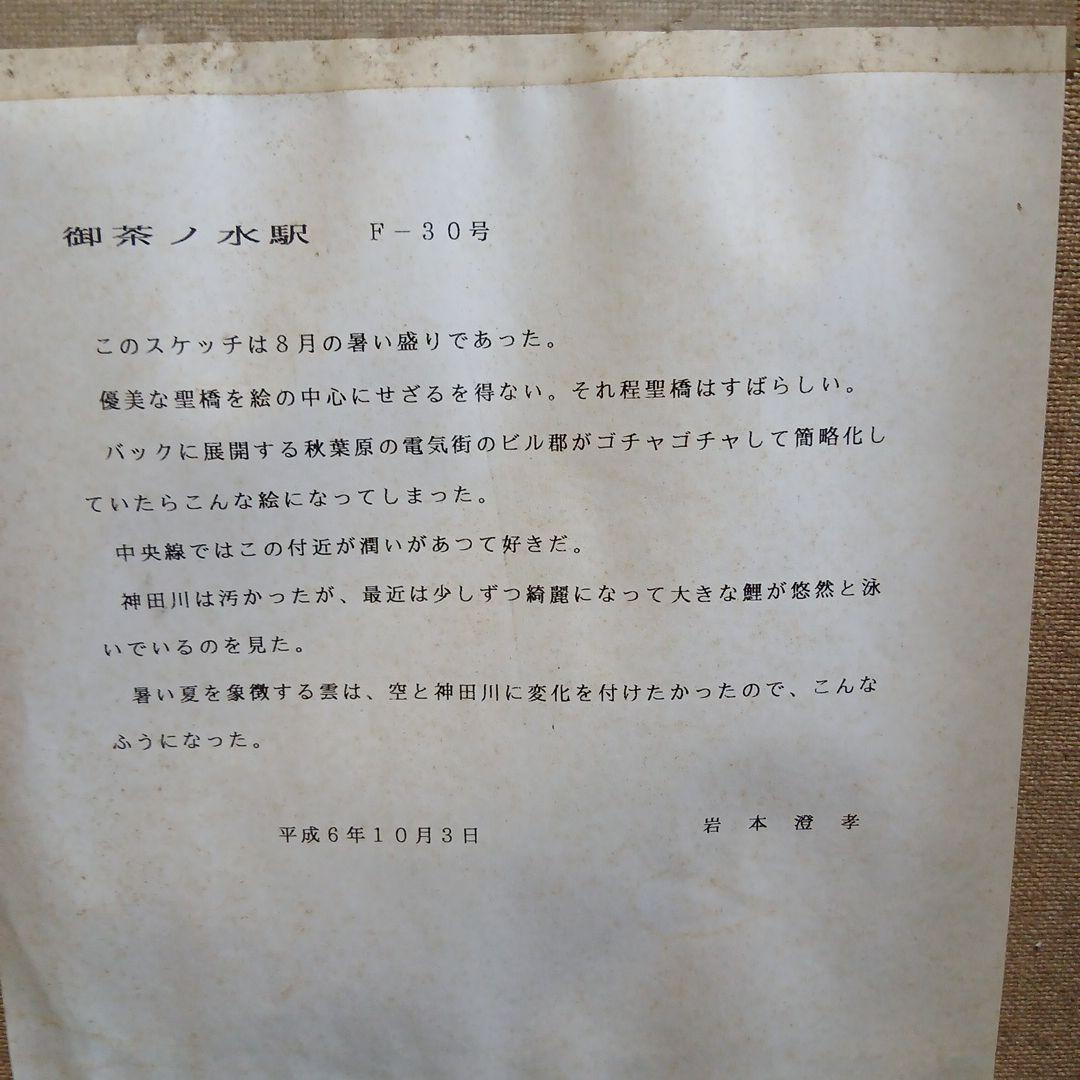 御茶ノ水駅 F－30号
このスケッチは8月の暑い盛りであった。
優美な聖橋を絵の中心にせざるを得ない。それ程聖橋はすばらしい。
バックに展開する秋葉原の電気街のビル郡がゴチャゴチャして簡略化し
ていたらこんな絵になってしまった。
中央線ではこの付近が潤いがあつて好きだ。
神田川は汚かったが、最近は少しずつ綺麗になって大きな鯉が悠然と泳
いでいるのを見た。
暑い夏を象徴する雲は、空と神田川に変化を付けたかったので、こんな
ふうになった。
平成6年10月3日 岩本澄孝